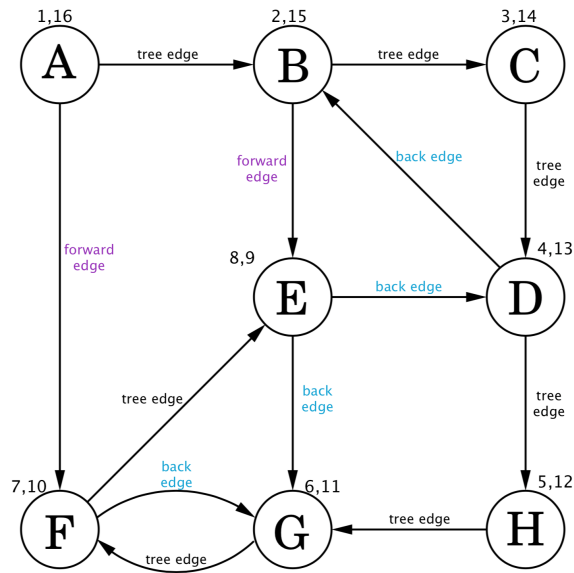 1,16
2,15
3,14
A
tree edge
B
tree edge
C
forward
edge
back edge
tree
edge
forward
edge
8,9
4,13
E
back edge
D
tree edge
back
edge
tree
edge
7,10
back
edge
6,11
5,12
F
tree edge
G
tree edge
H